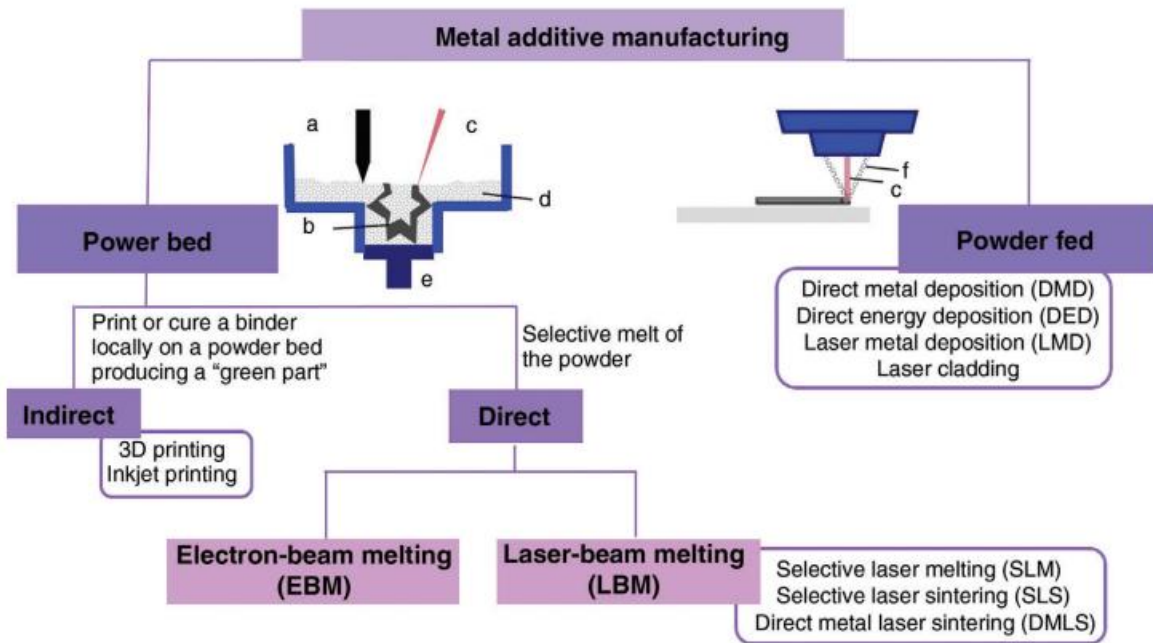 Metal additive manufacturing
a
c
d
b
e
f
c
Power bed
Powder fed
Direct metal deposition (DMD)
Direct energy deposition (DED)
Laser metal deposition (LMD)
Laser cladding
Print or cure a binder
locally on a powder bed
producing a “green part”
Selective melt of
the powder
Indirect
Direct
3D printing
Inkjet printing
Electron-beam melting
(EBM)
Laser-beam melting
(LBM)
Selective laser melting (SLM)
Selective laser sintering (SLS)
Direct metal laser sintering (DMLS)